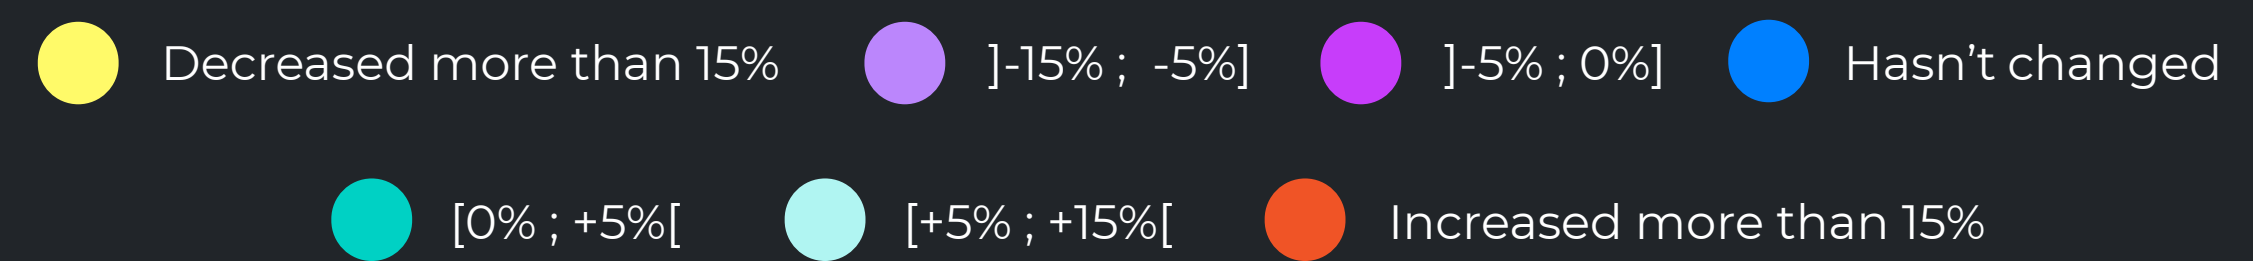 Decreased more than 15% ]-15% ; -5%] ]-5% ; 0%] Hasn’t changed
[0% ; +5%[ [+5% ; +15%[ Increased more than 15%